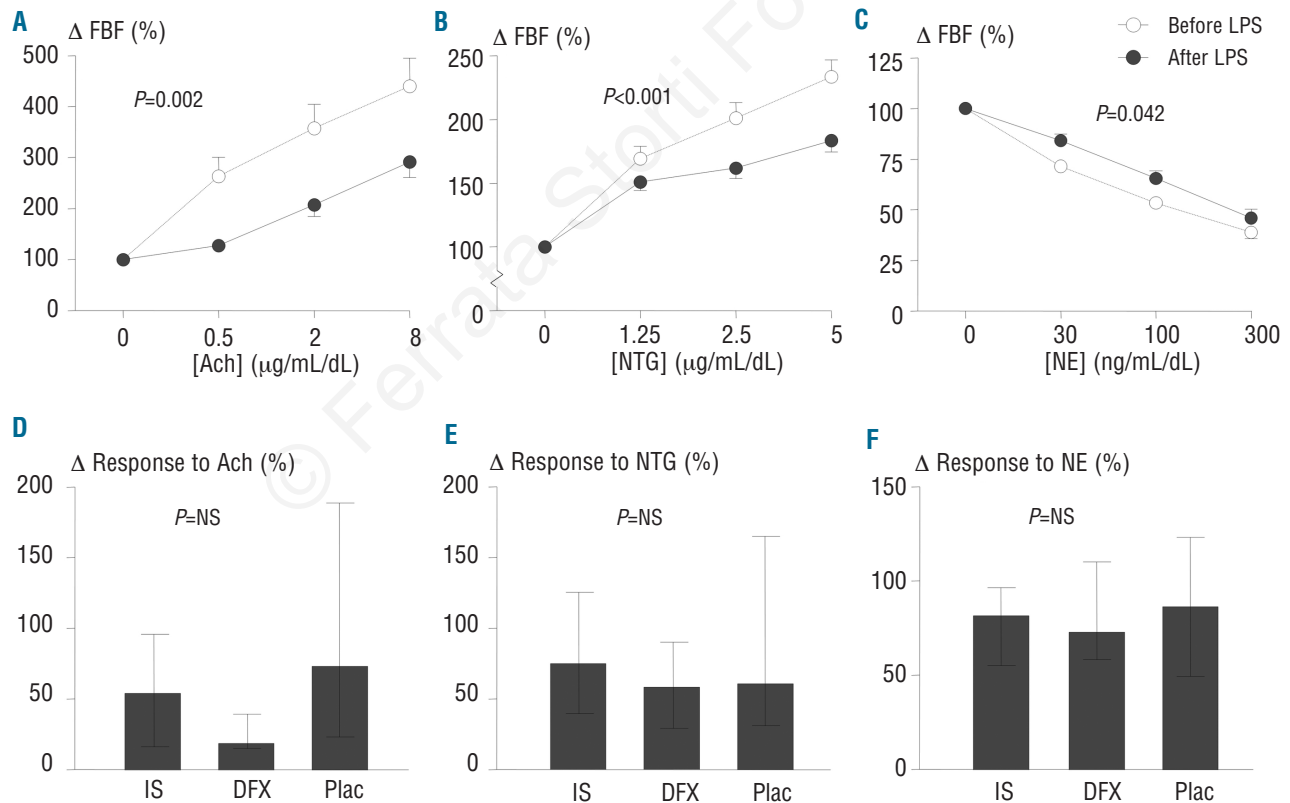 A
Δ FBF (%)
500
400
300
200
100
0
P=0.002
0 0.5 2 8
[Ach] (μg/mL/dL)
B
Δ FBF (%)
250
200
150
100
0
P<0.001
0 1.25 2.5 5
[NTG] (μg/mL/dL)
C
Δ FBF (%)
Before LPS
After LPS
125
100
75
50
25
0
P=0.042
0 30 100 300
[NE] (ng/mL/dL)
D
Δ Response to Ach (%)
200
150
100
50
0
P=NS
IS DFX Plac
E
Δ Response to NTG (%)
200
150
100
50
0
P=NS
IS DFX Plac
F
Δ Response to NE (%)
150
100
50
0
P=NS
IS DFX Plac
© Ferrata Storti Fo